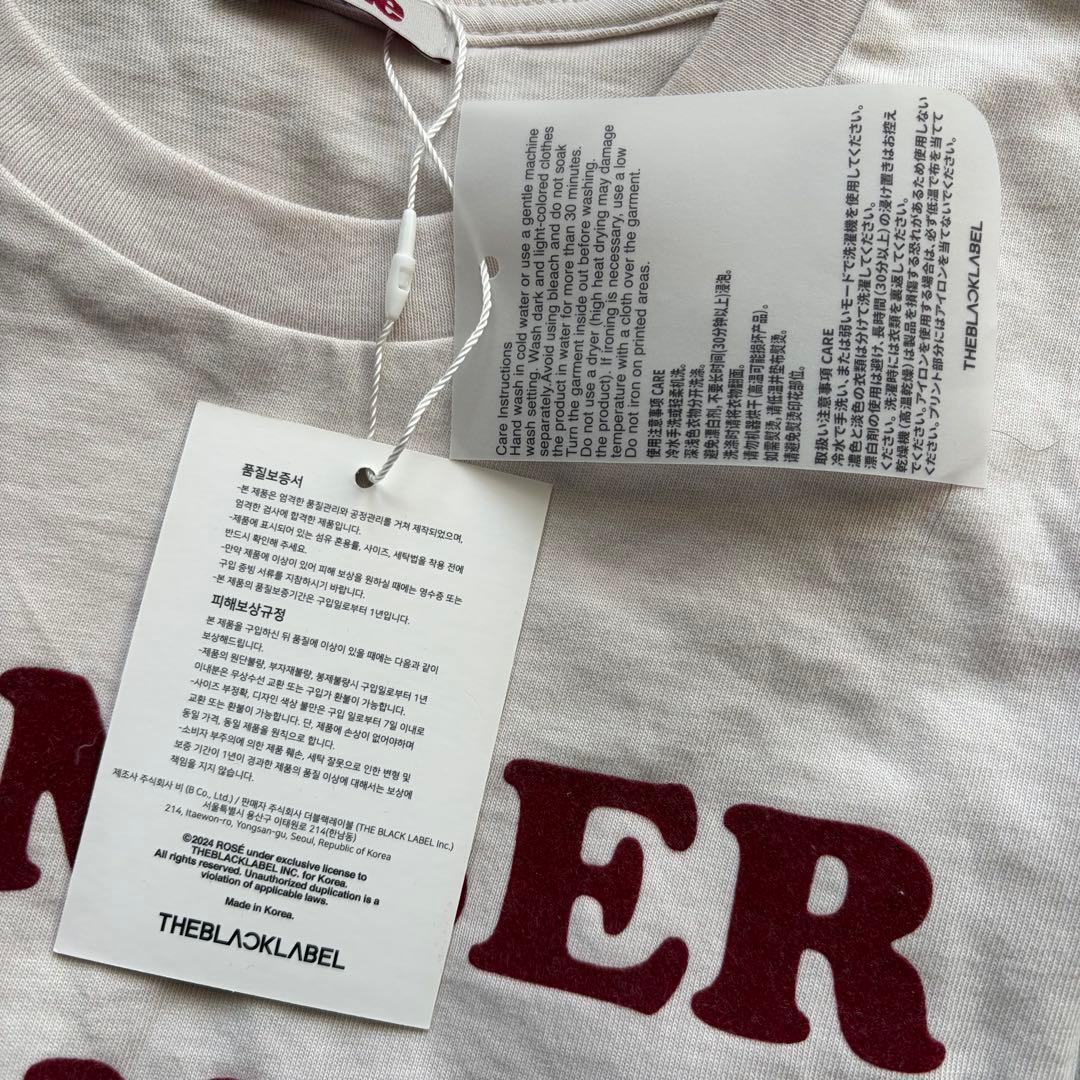 Care Instructions
Hand wash in cold water or use a gentle machine
wash setting. Wash dark and light-colored clothes
separately.Avoid using bleach and do not soak
the product in water for more than 30 minutes.
Turn the garment inside out before washing.
Do not use a dryer (high heat drying may damage
the product). If ironing is necessary, use a low
temperature with a cloth over the garment.
Do not iron on printed areas.
使用注意事项 CARE
冷水手洗或轻柔机洗。
深浅色衣物分开洗涤。
避免漂白剂,不要长时间(30分钟以上)浸泡。
洗涤时请将衣物翻面。
请勿机器烘干(高温可能损坏产品)。
如需熨烫,请低温并垫布熨烫。
请避免熨烫印花部位。
取扱い注意事項 CARE
冷水で手洗い、または弱いモードで洗濯機を使用してください。
濃色と淡色の衣類は分けて洗濯してください。
漂白剤の使用は避け、長時間(30分以上)の浸け置きはお控え
ください。洗濯時には衣類を裏返してください。
乾燥機(高温乾燥)は製品を損傷する恐れがあるため使用しない
でください。アイロンを使用する場合は、必ず低温で布を当てて
ください。プリント部分にはアイロンを当てないでください。
THEBLACKLABEL
품질보증서
-본 제품은 엄격한 품질관리와 공정관리를 거쳐 제작되었으며,
엄격한 검사에 합격한 제품입니다.
-제품에 표시되어 있는 섬유 혼용률, 사이즈, 세탁법을 착용 전에
반드시 확인해 주세요.
-만약 제품에 이상이 있어 피해 보상을 원하실 때에는 영수증 또는
구입 증빙 서류를 지참하시기 바랍니다.
-본 제품의 품질보증기간은 구입일로부터 1년입니다.
피해보상규정
본 제품을 구입하신 뒤 품질에 이상이 있을 때에는 다음과 같이
보상해드립니다.
-제품의 원단불량, 부자재불량, 봉제불량시 구입일로부터 1년
이내분은 무상수선 교환 또는 구입가 환불이 가능합니다.
-사이즈 부정확, 디자인 색상 불만은 구입 일로부터 7일 이내로
교환 또는 환불이 가능합니다. 단, 제품에 손상이 없어야하며
동일 가격, 동일 제품을 원칙으로 합니다.
-소비자 부주의에 의한 제품 훼손, 세탁 잘못으로 인한 변형 및
보증 기간이 1년이 경과한 제품의 품질 이상에 대해서는 보상에
책임을 지지 않습니다.
제조사 주식회사 비 (B Co., Ltd.) / 판매자 주식회사 더블랙레이블 (THE BLACK LABEL Inc.)
서울특별시 용산구 이태원로 214(한남동)
214, Itaewon-ro, Yongsan-gu, Seoul, Republic of Korea
©2024 ROSÉ under exclusive license to
THEBLACKLABEL INC. for Korea.
All rights reserved. Unauthorized duplication is a
violation of applicable laws.
Made in Korea.
THEBLACKLABEL
ER